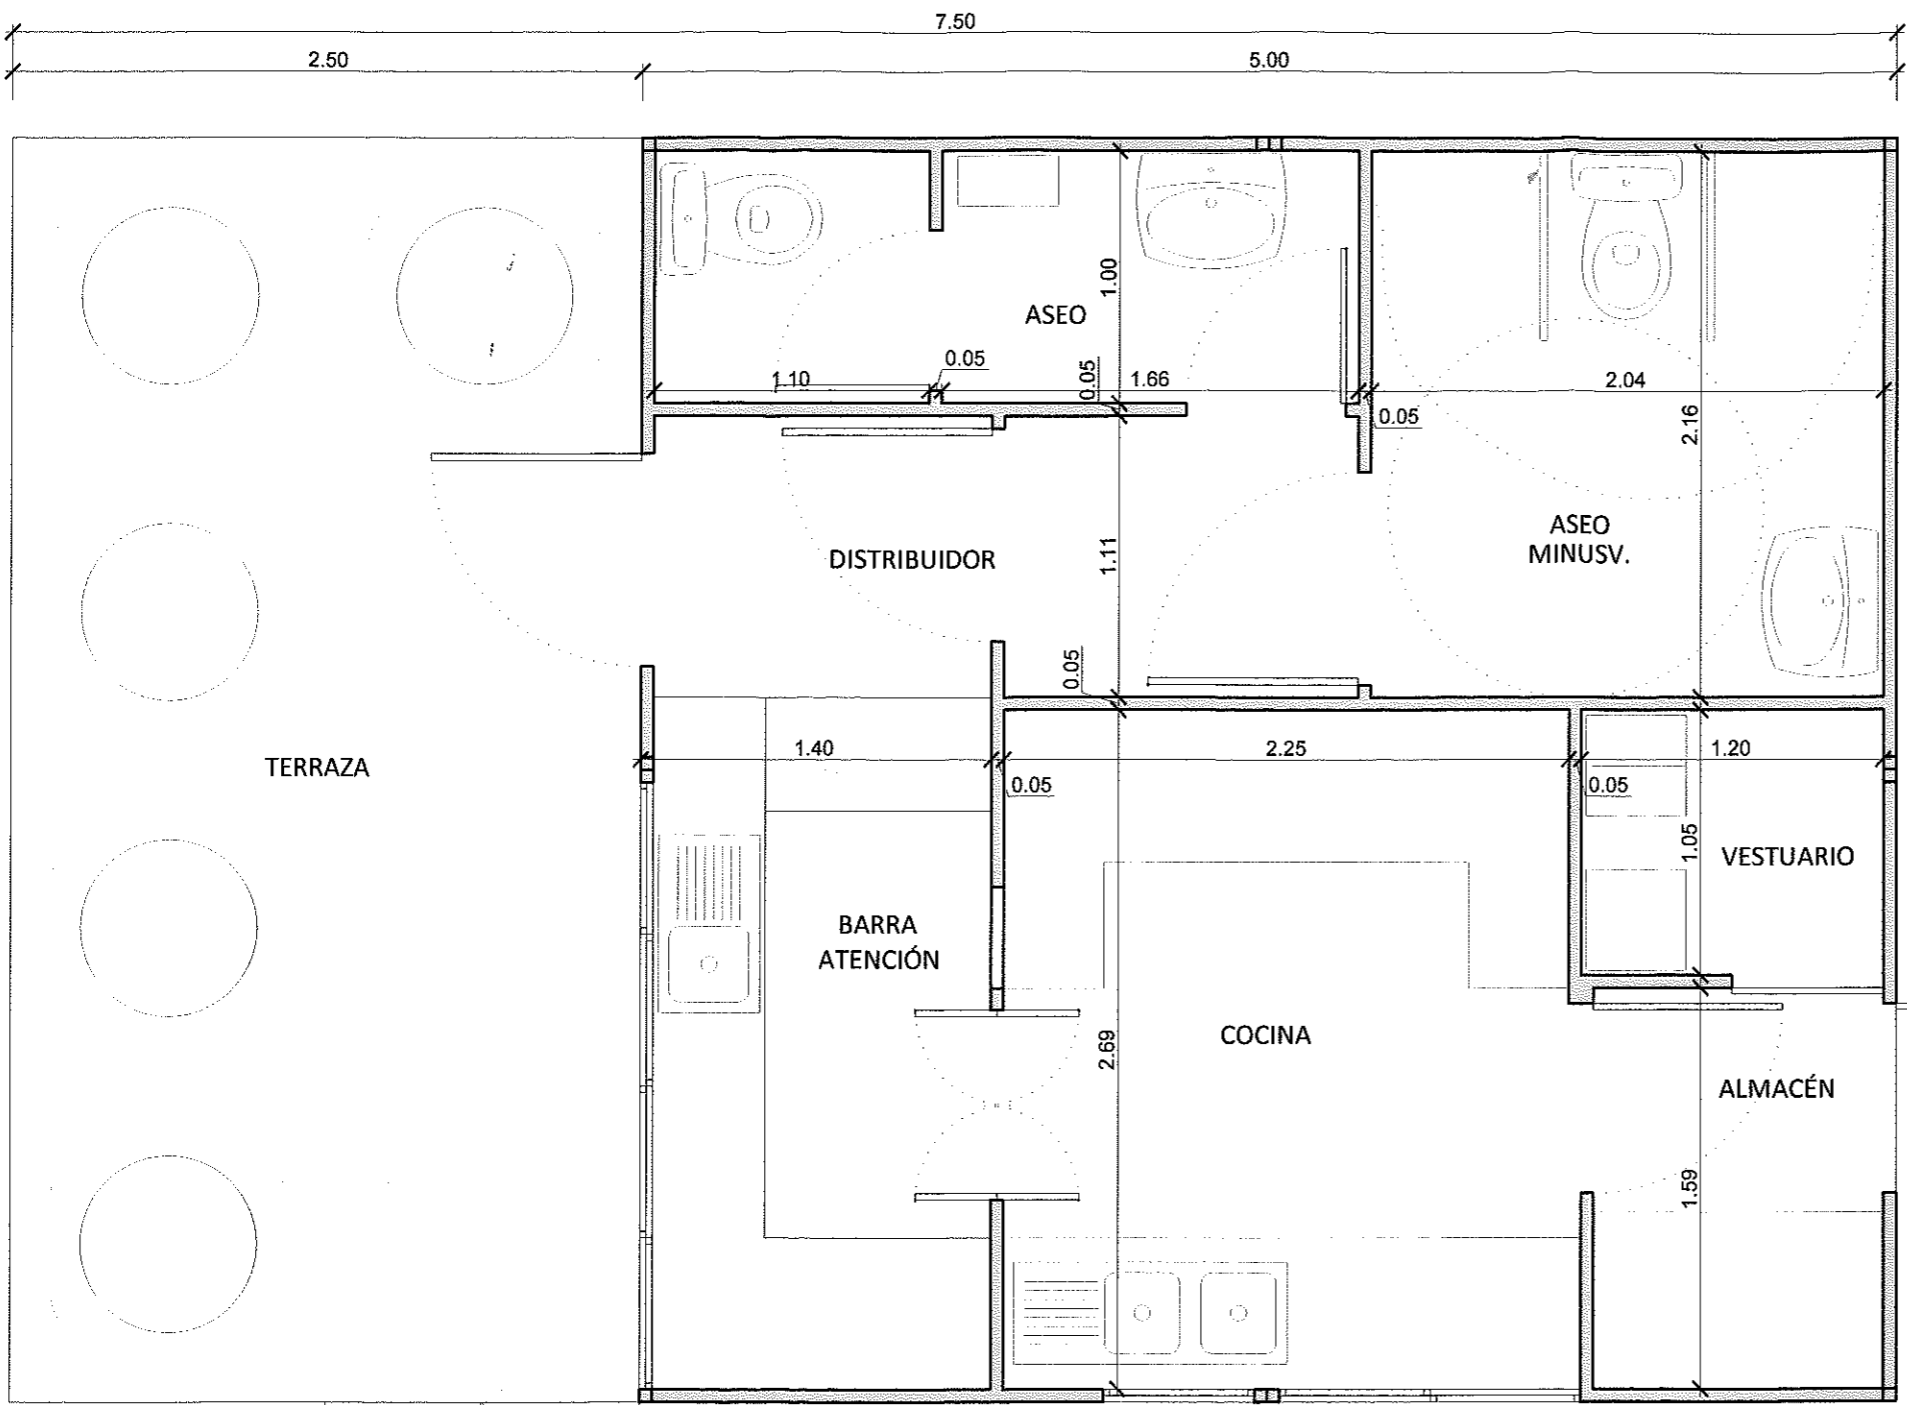 7.50
2.50
5.00
1.00
ASEO
0.05
0.05
1.10
1.66
2.04
0.05
2.16
ASEO
MINUSV.
1.11
DISTRIBUIDOR
0.05
TERRAZA
1.40
2.25
1.20
0.05
0.05
1.05
VESTUARIO
BARRA
ATENCIÓN
COCINA
2.69
ALMACÉN
1.59